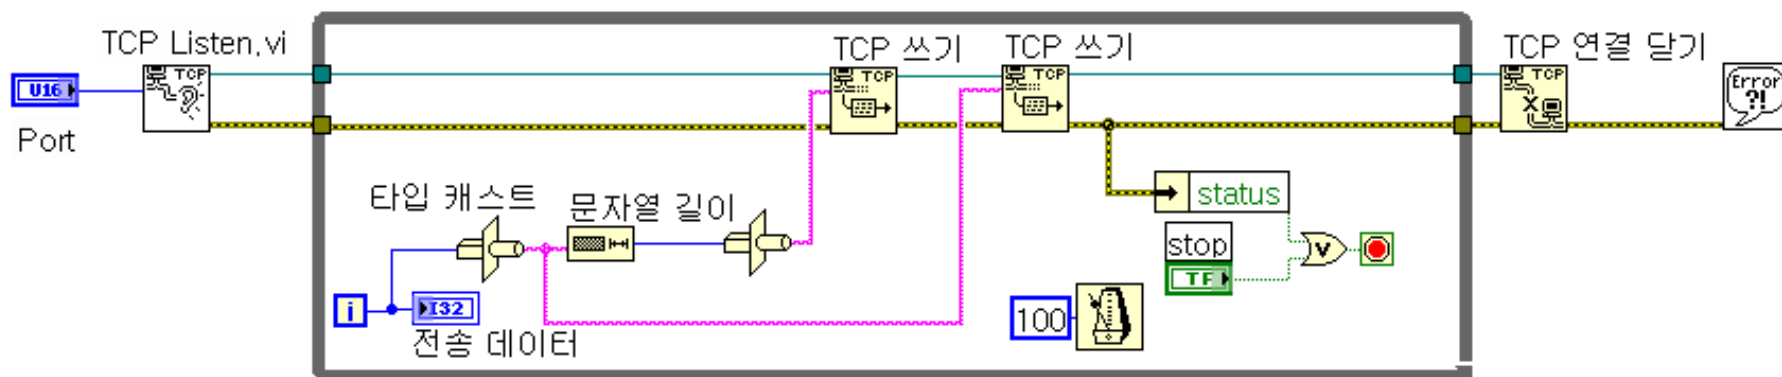 TCP Listen.vi
TCP 쓰기
TCP 쓰기
TCP 연결 닫기
TCP
TCP
TCP
TCP
Error
?!
U16
Port
타입 캐스트
문자열 길이
status
stop
TF
V
i
I32
전송 데이터
100